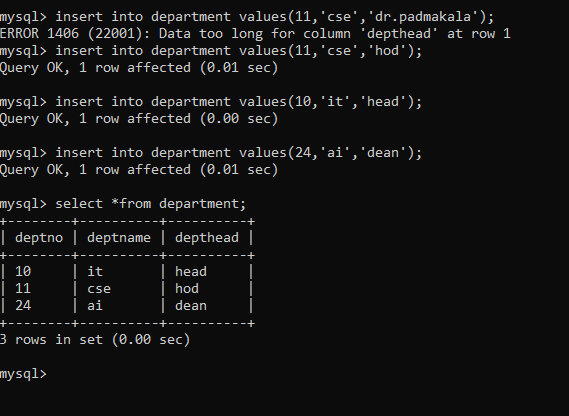 mysql> insert into department values(11,'cse','dr.padmakala');
ERROR 1406 (22001): Data too long for column 'depthead' at row 1
mysql> insert into department values(11,'cse','hod');
Query OK, 1 row affected (0.01 sec)
mysql> insert into department values(10,'it','head');
Query OK, 1 row affected (0.00 sec)
mysql> insert into department values(24,'ai','dean');
Query OK, 1 row affected (0.01 sec)
mysql> select *from department;
+--------+----------+----------+
| deptno | deptname | depthead |
+--------+----------+----------+
| 10     | it       | head     |
| 11     | cse      | hod      |
| 24     | ai       | dean     |
+--------+----------+----------+
3 rows in set (0.00 sec)
mysql>